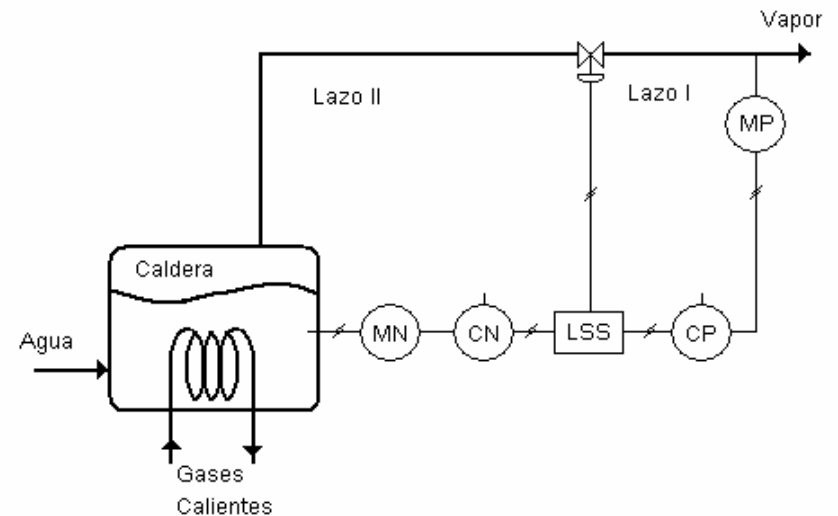 Vapor
Lazo II
Lazo I
MP
Caldera
Agua
MN
CN
LSS
CP
Gases
Calientes